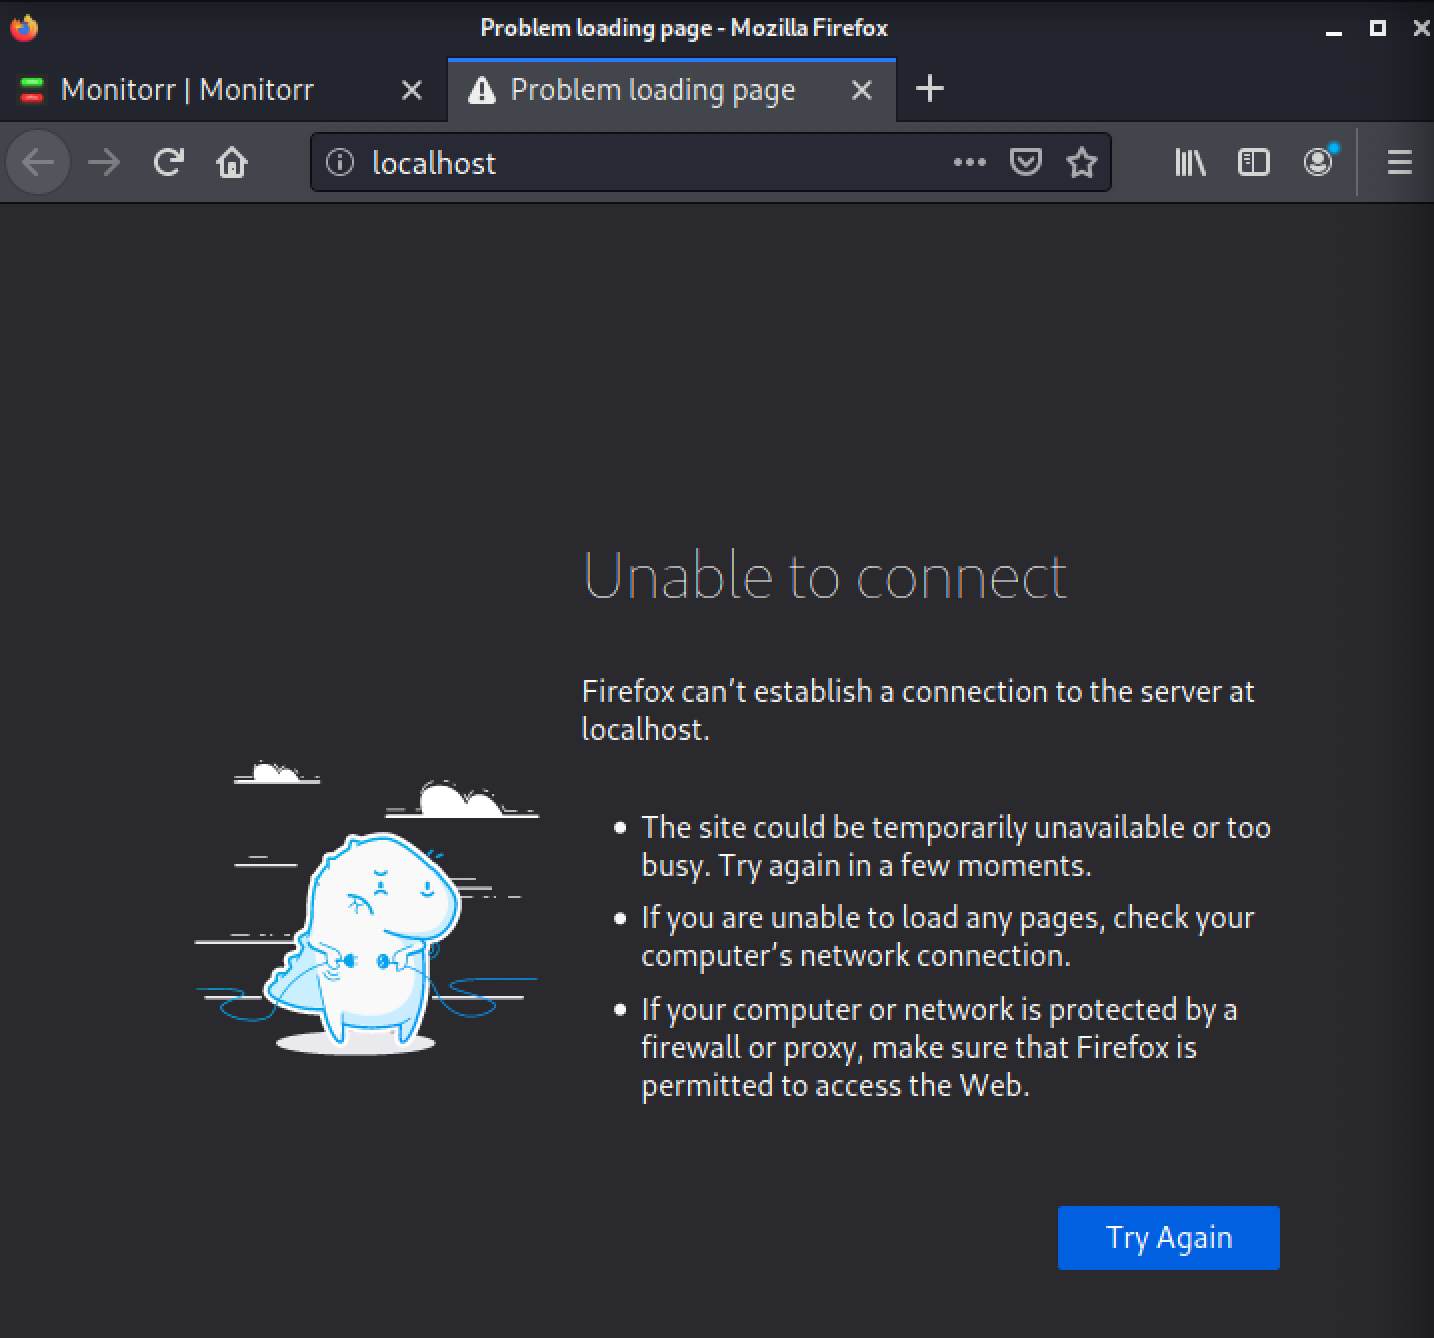 Problem loading page - Mozilla Firefox
Monitorr | Monitorr
Problem loading page
localhost
Unable to connect
Firefox can’t establish a connection to the server at
localhost.
The site could be temporarily unavailable or too
busy. Try again in a few moments.
If you are unable to load any pages, check your
computer’s network connection.
If your computer or network is protected by a
firewall or proxy, make sure that Firefox is
permitted to access the Web.
Try Again